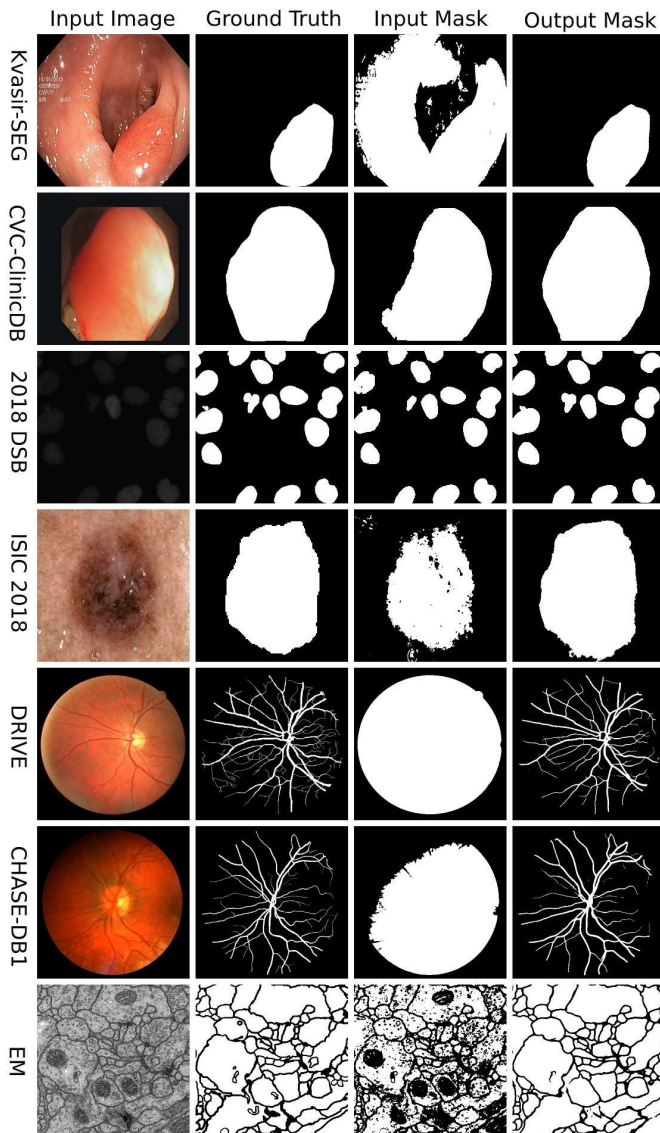 Input Image Ground Truth Input Mask Output Mask
Kvasir-SEG
CVC-ClinicDB
2018 DSB
ISIC 2018
DRIVE
CHASE-DB1
EM